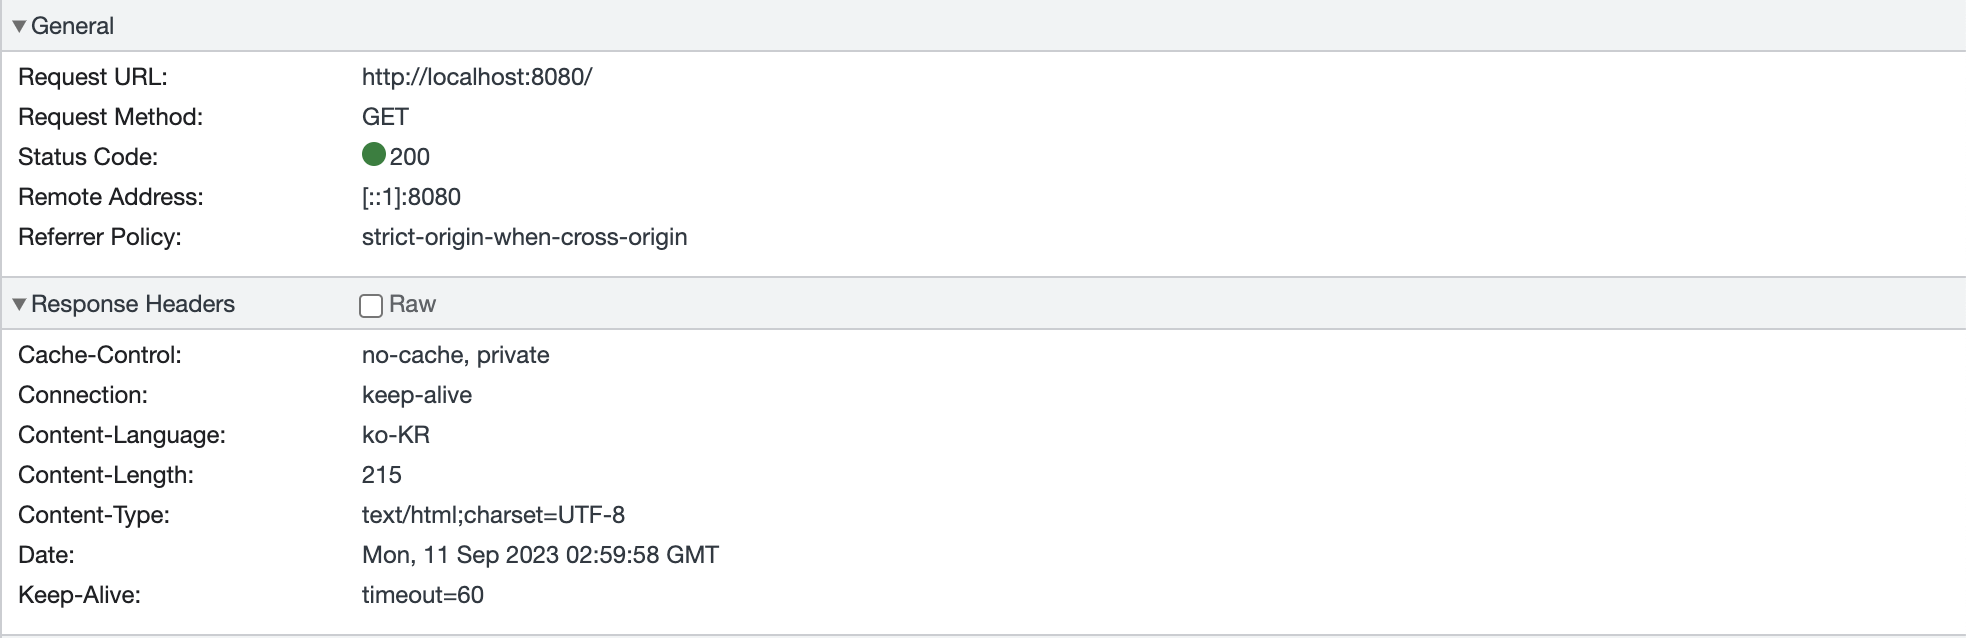 General
Request URL: http://localhost:8080/
Request Method: GET
Status Code: 200
Remote Address: [::1]:8080
Referrer Policy: strict-origin-when-cross-origin
Response Headers Raw
Cache-Control: no-cache, private
Connection: keep-alive
Content-Language: ko-KR
Content-Length: 215
Content-Type: text/html;charset=UTF-8
Date: Mon, 11 Sep 2023 02:59:58 GMT
Keep-Alive: timeout=60